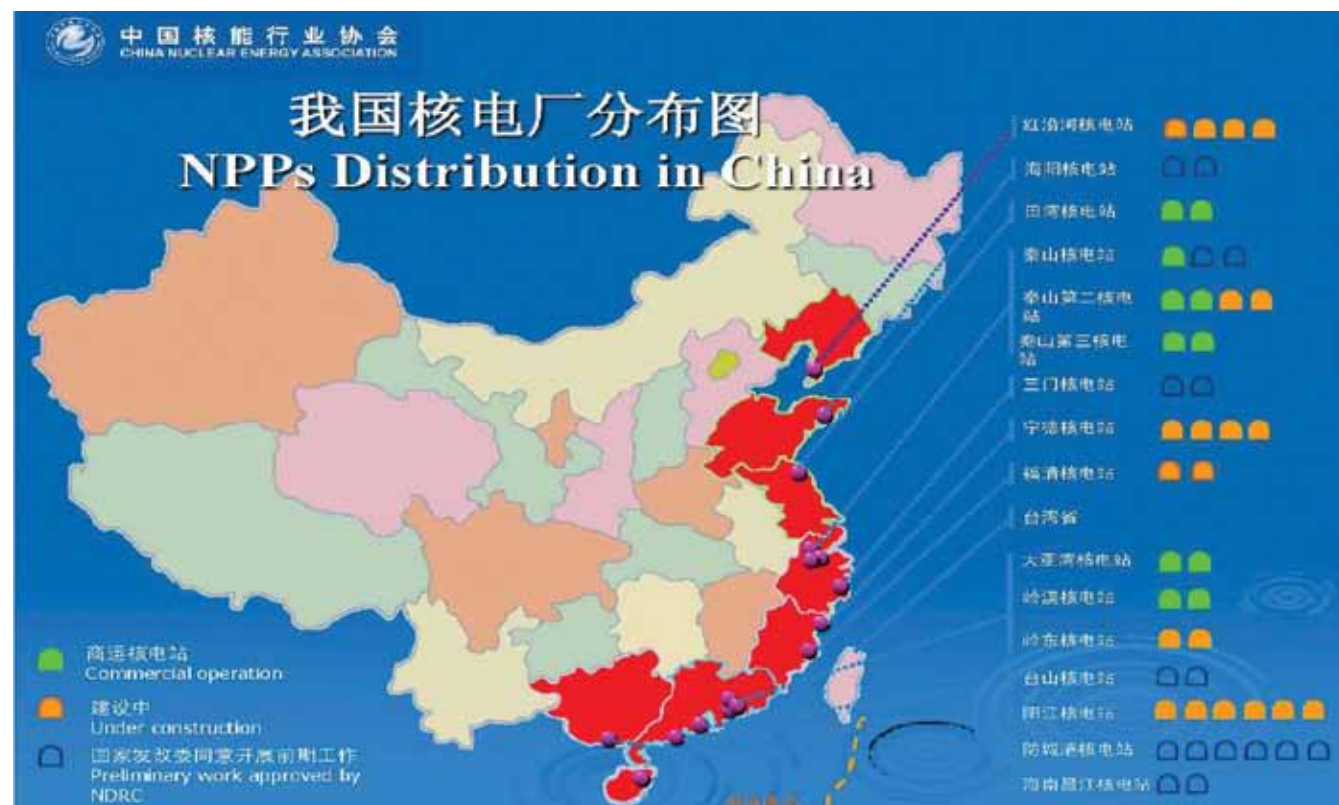 中国核能行业协会
CHINA NUCLEAR ENERGY ASSOCIATION
我国核电厂分布图
NPPs Distribution in China
红沿河核电站
海阳核电站
田湾核电站
秦山核电站
秦山第二核电
站
秦山第三核电
站
三门核电站
宁德核电站
福清核电站
台湾省
大亚湾核电站
岭澳核电站
岭东核电站
台山核电站
阳江核电站
防城港核电站
海南昌江核电站
商运核电站
Commercial operation
建设中
Under construction
国家发改委同意开展前期工作
Preliminary work approved by
NDRC